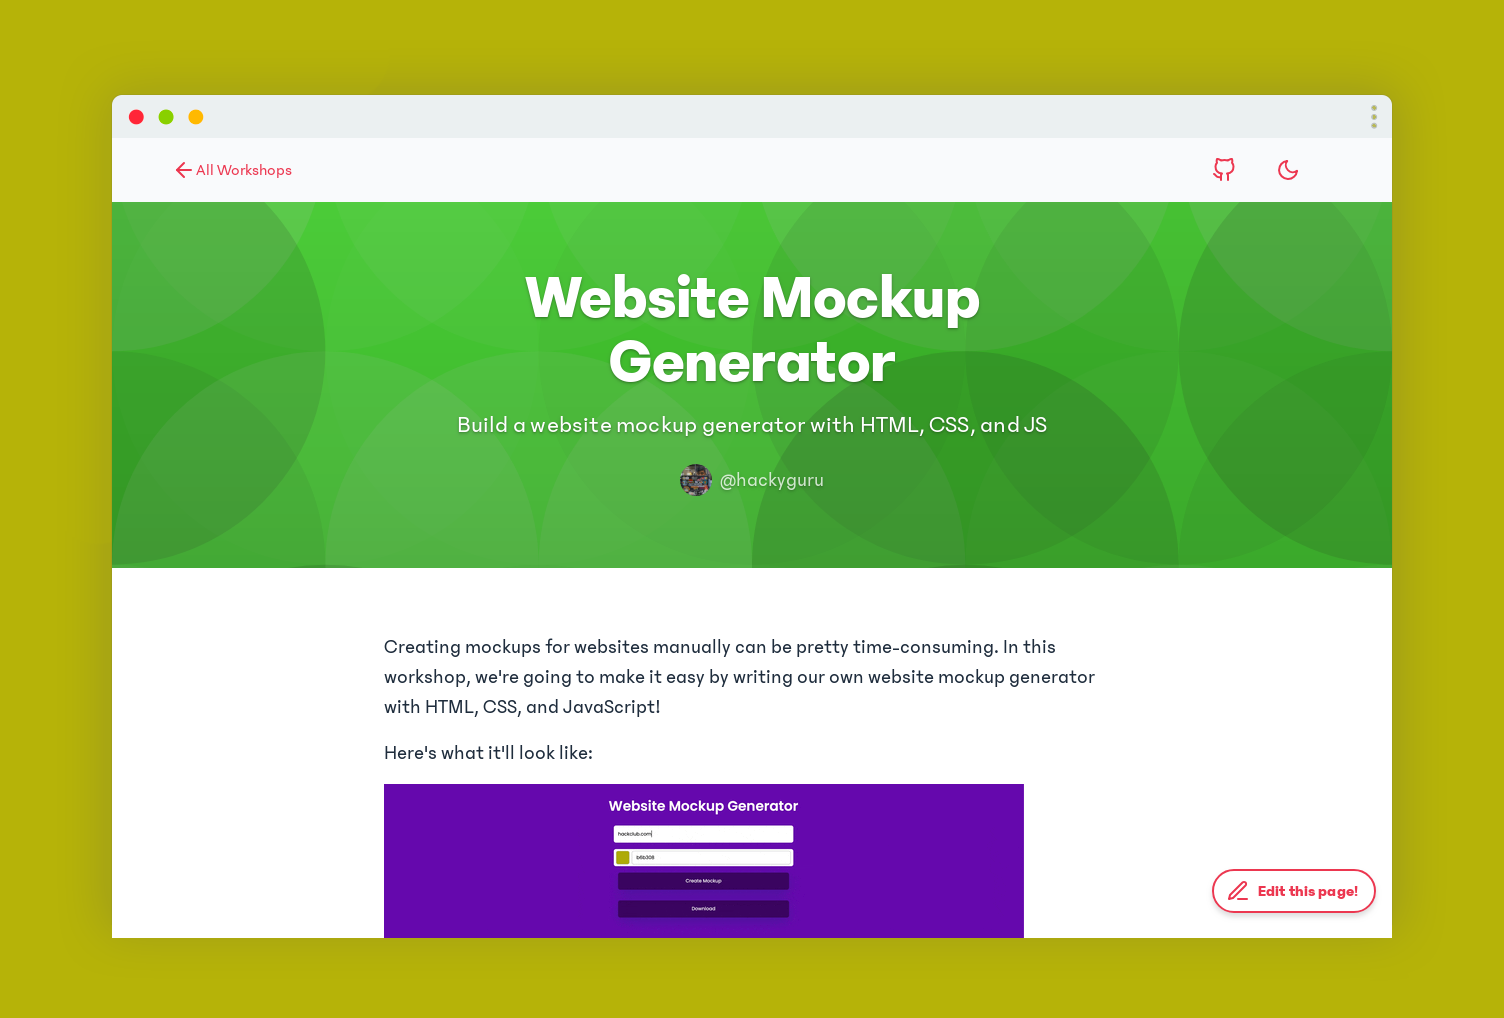 All Workshops
Website Mockup
Generator
Build a website mockup generator with HTML, CSS, and JS
@hackyguru
Creating mockups for websites manually can be pretty time-consuming. In this
workshop, we're going to make it easy by writing our own website mockup generator
with HTML, CSS, and JavaScript!
Here's what it'll look like:
Website Mockup Generator
hackclub.com
b6b308
Create Mockup
Download
Edit this page!